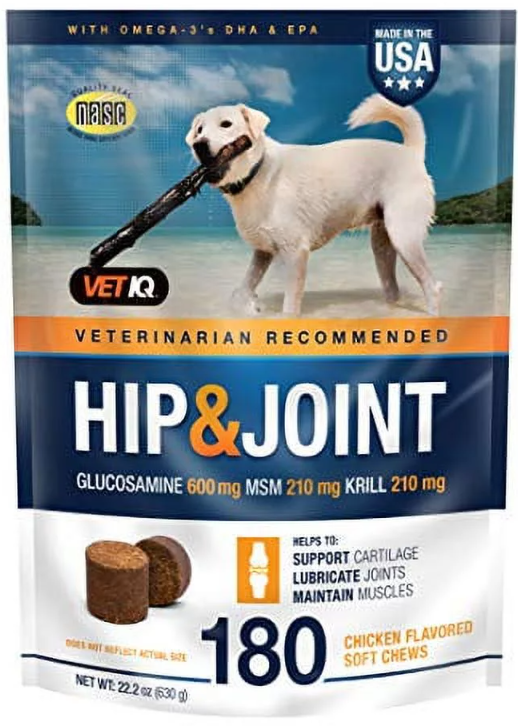 WITH OMEGA-3's DHA & EPA
MADE IN THE
USA
QUALITY SEAL
nasc
VET IQ
VETERINARIAN RECOMMENDED
HIP&JOINT
GLUCOSAMINE 600 mg MSM 210 mg KRILL 210 mg
HELPS TO:
SUPPORT CARTILAGE
LUBRICATE JOINTS
MAINTAIN MUSCLES
DOES NOT REFLECT ACTUAL SIZE
180
CHICKEN FLAVORED
SOFT CHEWS
NET WT: 22.2 oz (630 g)